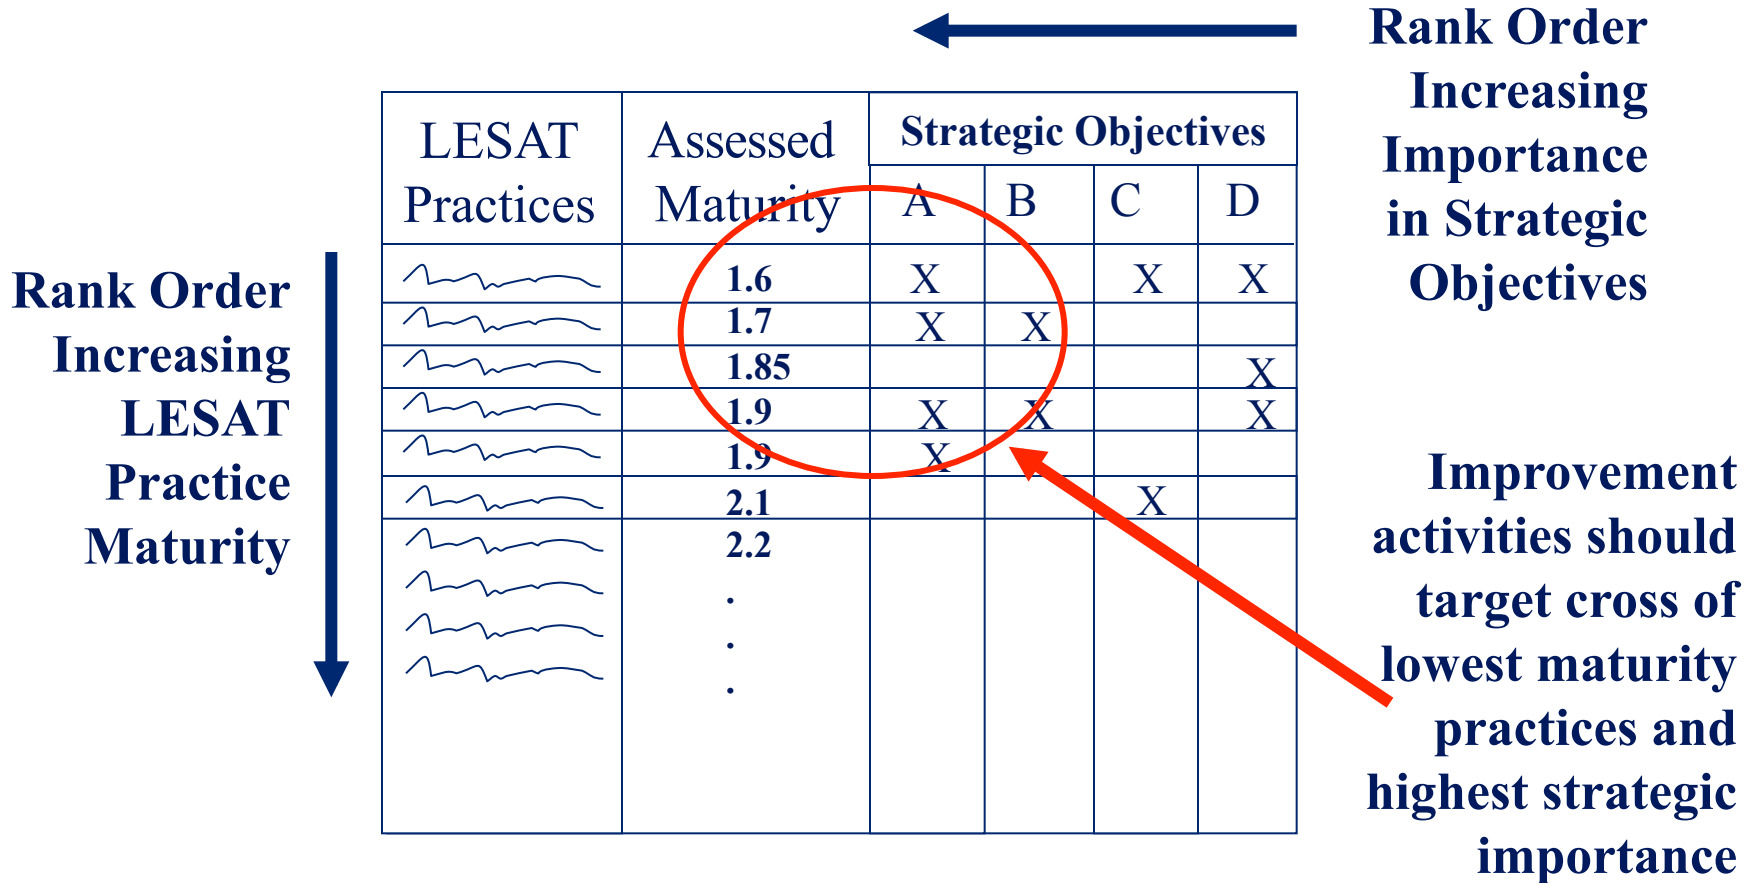 Rank Order
Increasing
Importance
in Strategic
Objectives
LESAT
Practices
Assessed
Maturity
Strategic Objectives
A B C D
1.6 X X X
1.7 X X
1.85 X
1.9 X X X
1.9 X
2.1 X
2.2
.
.
.
Rank Order
Increasing
LESAT
Practice
Maturity
Improvement
activities should
target cross of
lowest maturity
practices and
highest strategic
importance